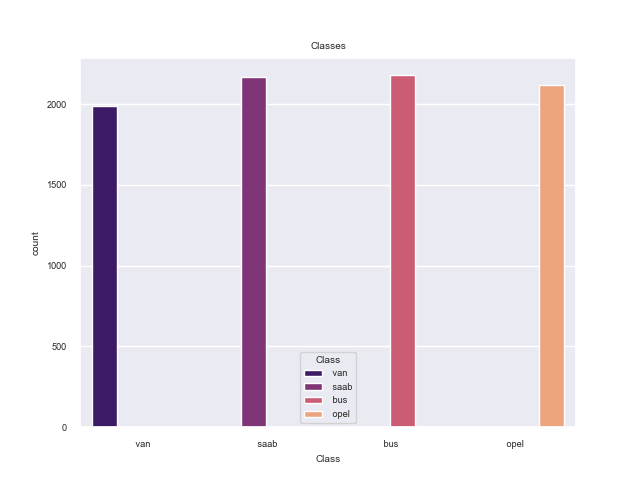 Classes
2000
1500
1000
500
0
count
van
saab
bus
opel
Class
Class
van
saab
bus
opel